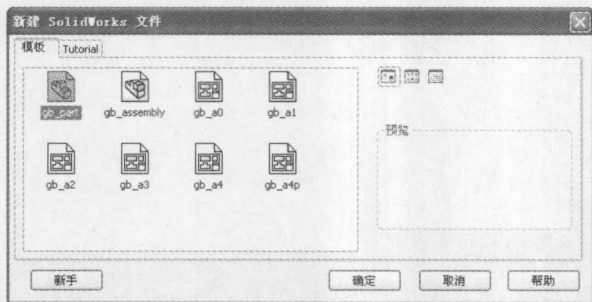 新建 SolidWorks 文件
模板 Tutorial
gb_part gb_assembly gb_a0 gb_a1
预览
gb_a2 gb_a3 gb_a4 gb_a4p
新手 确定 取消 帮助